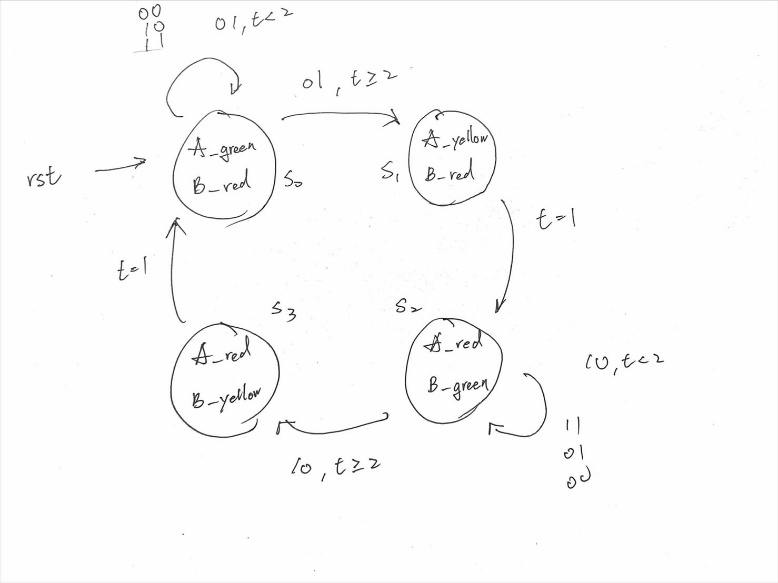 00
10
11
01, t<2
01, t≥2
rst
A_green
B_red
S0
A_yellow
B_red
S1
t=1
t=1
S3
A_red
B_yellow
S2
A_red
B_green
10, t<2
11
01
00
10, t≥2